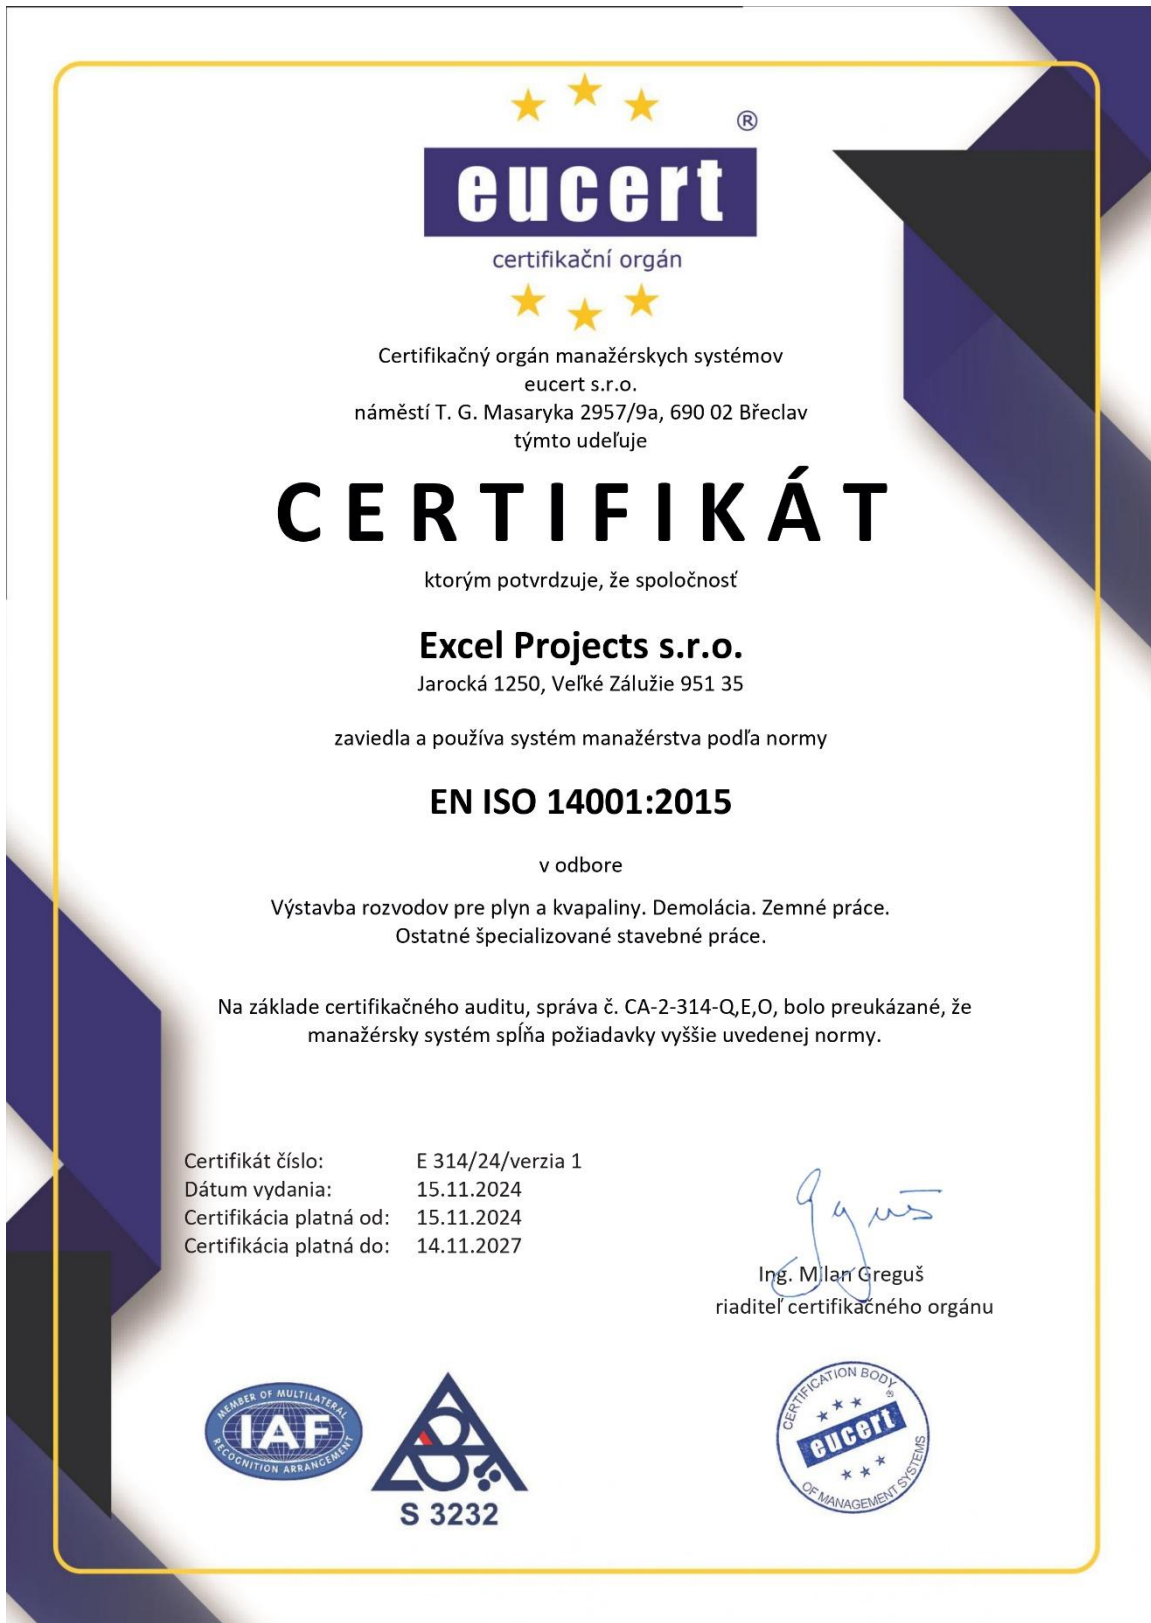 ®
eucert
certifikační orgán
Certifikačný orgán manažérskych systémov
eucert s.r.o.
náměstí T. G. Masaryka 2957/9a, 690 02 Břeclav
týmto udeľuje
CERTIFIKÁT
ktorým potvrdzuje, že spoločnosť
Excel Projects s.r.o.
Jarocká 1250, Veľké Zálužie 951 35
zaviedla a používa systém manažérstva podľa normy
EN ISO 14001:2015
v odbore
Výstavba rozvodov pre plyn a kvapaliny. Demolácia. Zemné práce.
Ostatné špecializované stavebné práce.
Na základe certifikačného auditu, správa č. CA-2-314-Q,E,O, bolo preukázané, že
manažérsky systém spĺňa požiadavky vyššie uvedenej normy.
Certifikát číslo: E 314/24/verzia 1
Dátum vydania: 15.11.2024
Certifikácia platná od: 15.11.2024
Certifikácia platná do: 14.11.2027
Ing. Milan Greguš
riaditeľ certifikačného orgánu
MEMBER OF MULTILATERAL
IAF
RECOGNITION ARRANGEMENT
S 3232
CERTIFICATION BODY
®
eucert
OF MANAGEMENT SYSTEMS